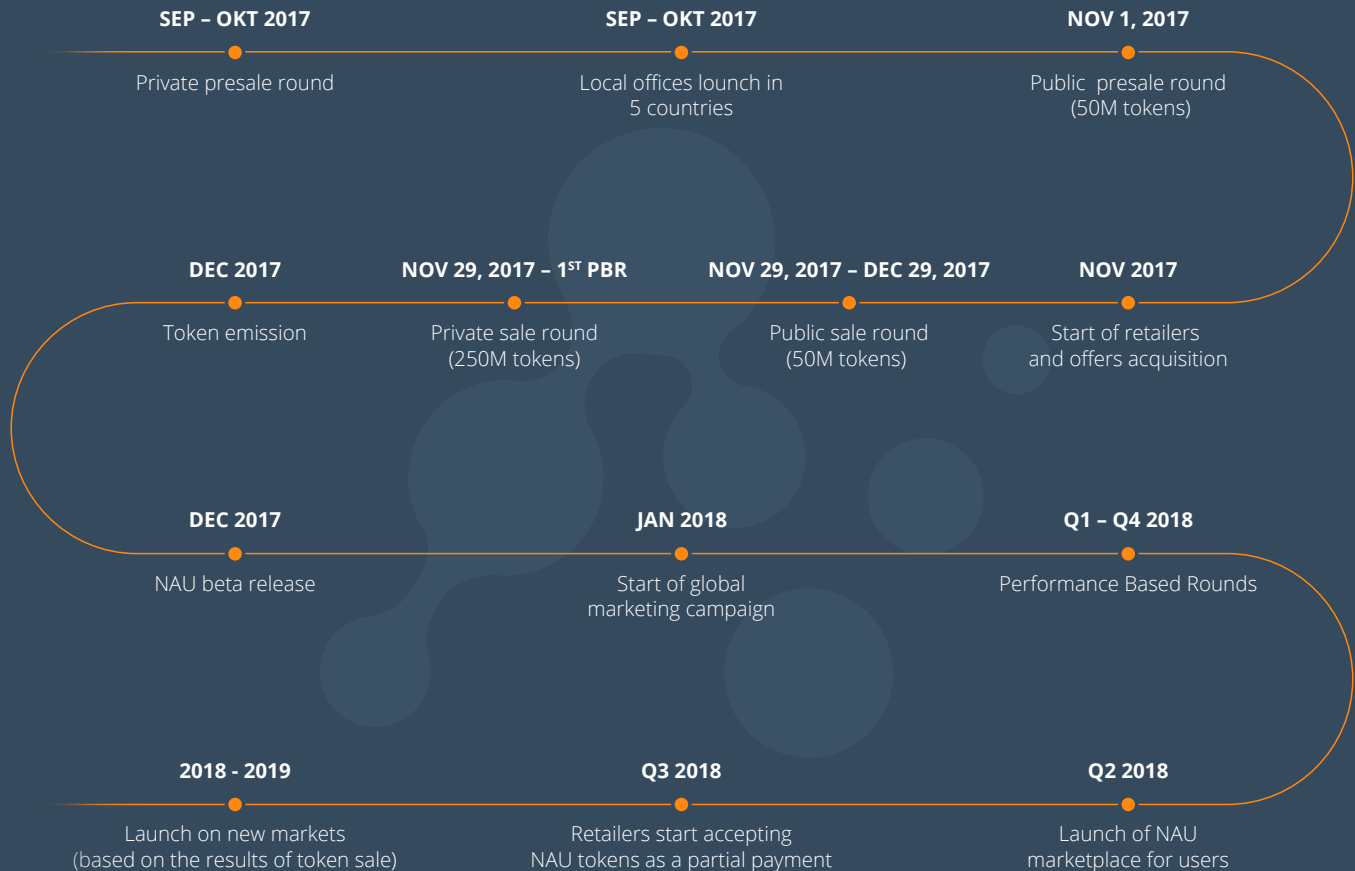 SEP – OKT 2017
Private presale round
SEP – OKT 2017
Local offices lounch in
5 countries
NOV 1, 2017
Public  presale round
(50M tokens)
DEC 2017
Token emission
NOV 29, 2017 – 1ST PBR
Private sale round
(250M tokens)
NOV 29, 2017 – DEC 29, 2017
Public sale round
(50M tokens)
NOV 2017
Start of retailers
and offers acquisition
DEC 2017
NAU beta release
JAN 2018
Start of global
marketing campaign
Q1 – Q4 2018
Performance Based Rounds
2018 - 2019
Launch on new markets
(based on the results of token sale)
Q3 2018
Retailers start accepting
NAU tokens as a partial payment
Q2 2018
Launch of NAU
marketplace for users